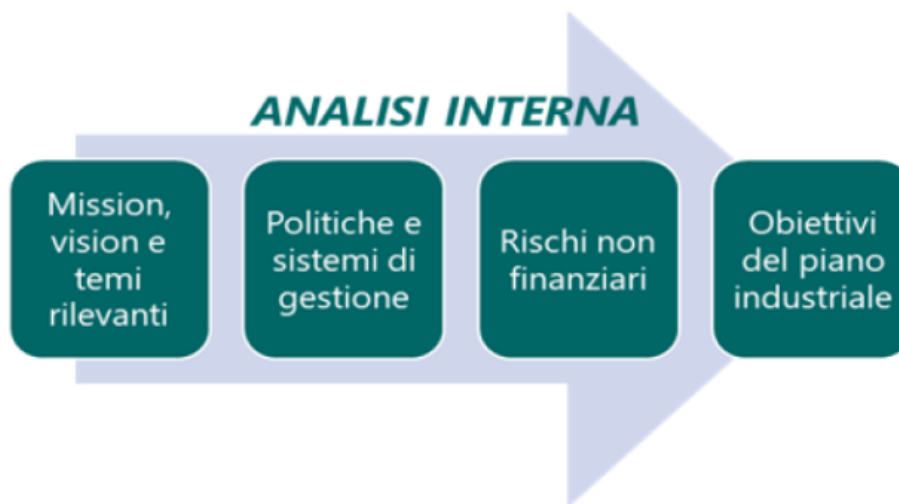 ANALISI INTERNA
Mission,
vision e
temi
rilevanti
Politiche e
sistemi di
gestione
Rischi non
finanziari
Obiettivi
del piano
industriale